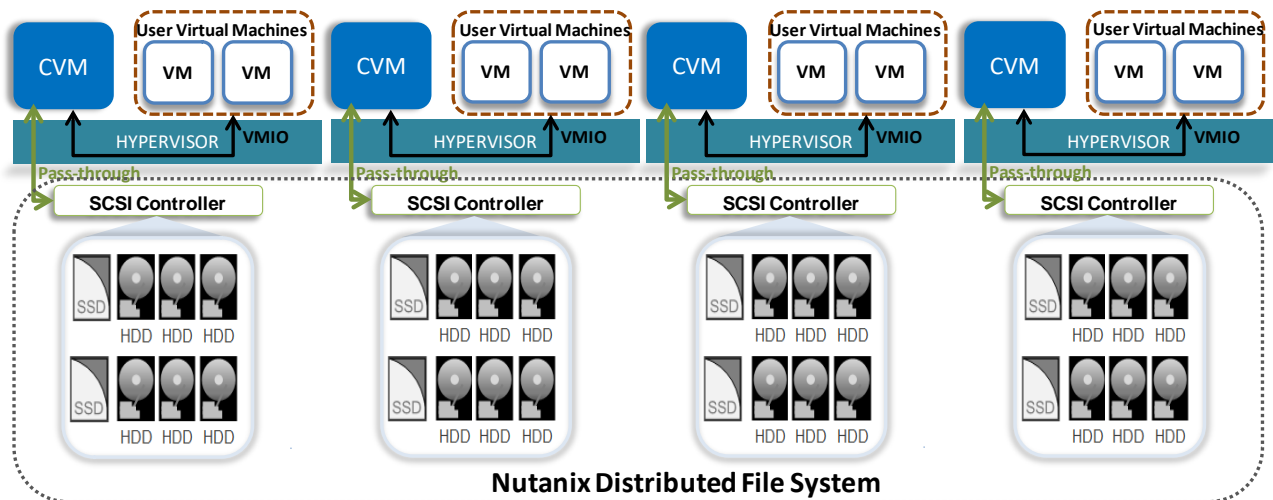 User Virtual Machines User Virtual Machines User Virtual Machines User Virtual Machines
CVM VM VM CVM VM VM CVM VM VM CVM VM VM
HYPERVISOR VMIO HYPERVISOR VMIO HYPERVISOR VMIO HYPERVISOR VMIO
Pass-through Pass-through Pass-through Pass-through
SCSI Controller SCSI Controller SCSI Controller SCSI Controller
SSD SSD SSD SSD
HDD HDD HDD HDD HDD HDD HDD HDD HDD HDD HDD HDD
SSD SSD SSD SSD
HDD HDD HDD HDD HDD HDD HDD HDD HDD HDD HDD HDD
Nutanix Distributed File System